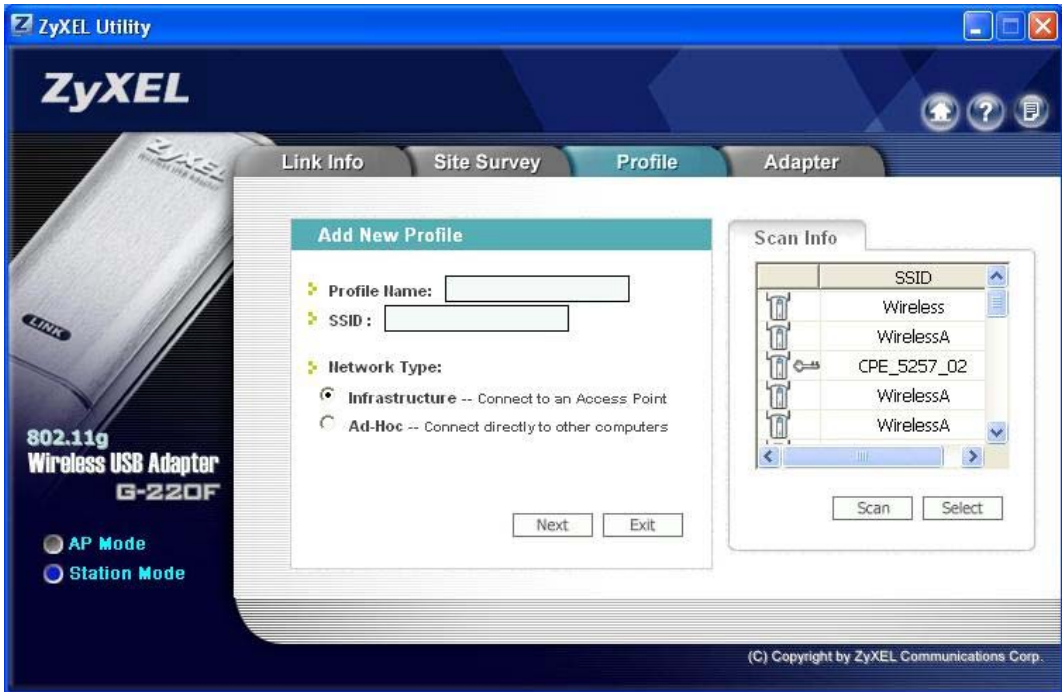 ZyXEL Utility
ZyXEL
Link Info
Site Survey
Profile
Adapter
ZyXEL
LINK
Add New Profile
Profile Name:
SSID :
Network Type:
Infrastructure -- Connect to an Access Point
Ad-Hoc -- Connect directly to other computers
Next
Exit
Scan Info
SSID
Wireless
WirelessA
CPE_5257_02
WirelessA
WirelessA
Scan
Select
802.11g
Wireless USB Adapter
G-220F
AP Mode
Station Mode
(C) Copyright by ZyXEL Communications Corp.